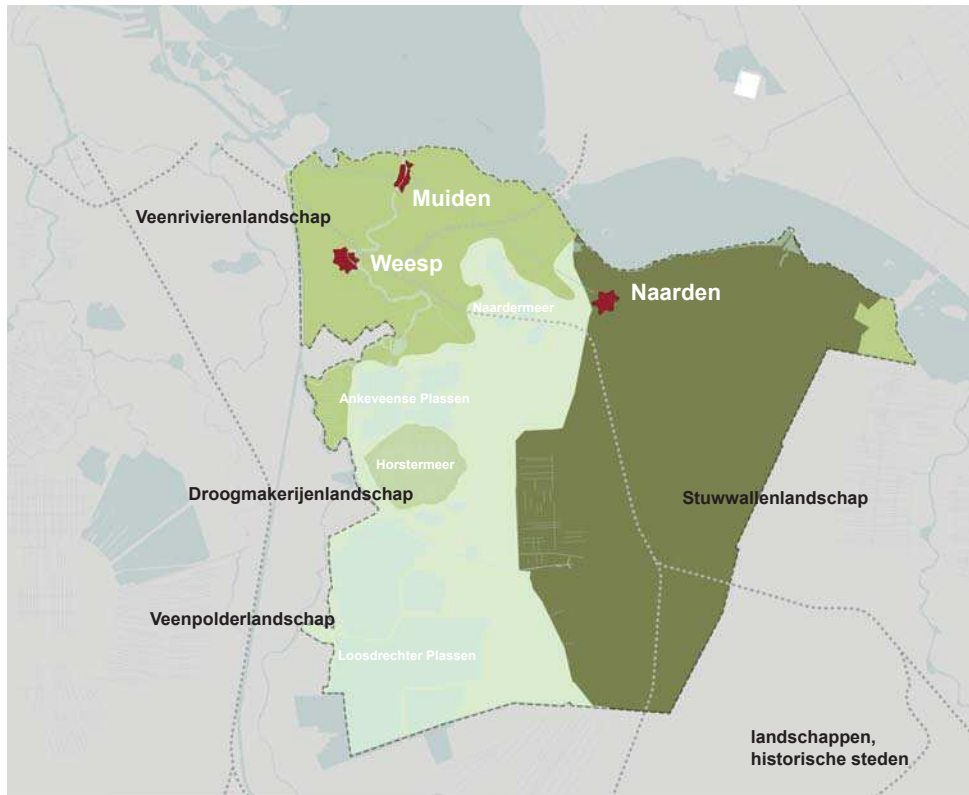 Muiden
Veenrivierenlandschap
Weesp
Naarden
Naardermeer
Ankeveense Plassen
Horstermeer
Droogmakerijenlandschap
Stuwwallenlandschap
Veenpolderlandschap
Loosdrechter Plassen
landschappen,
historische steden